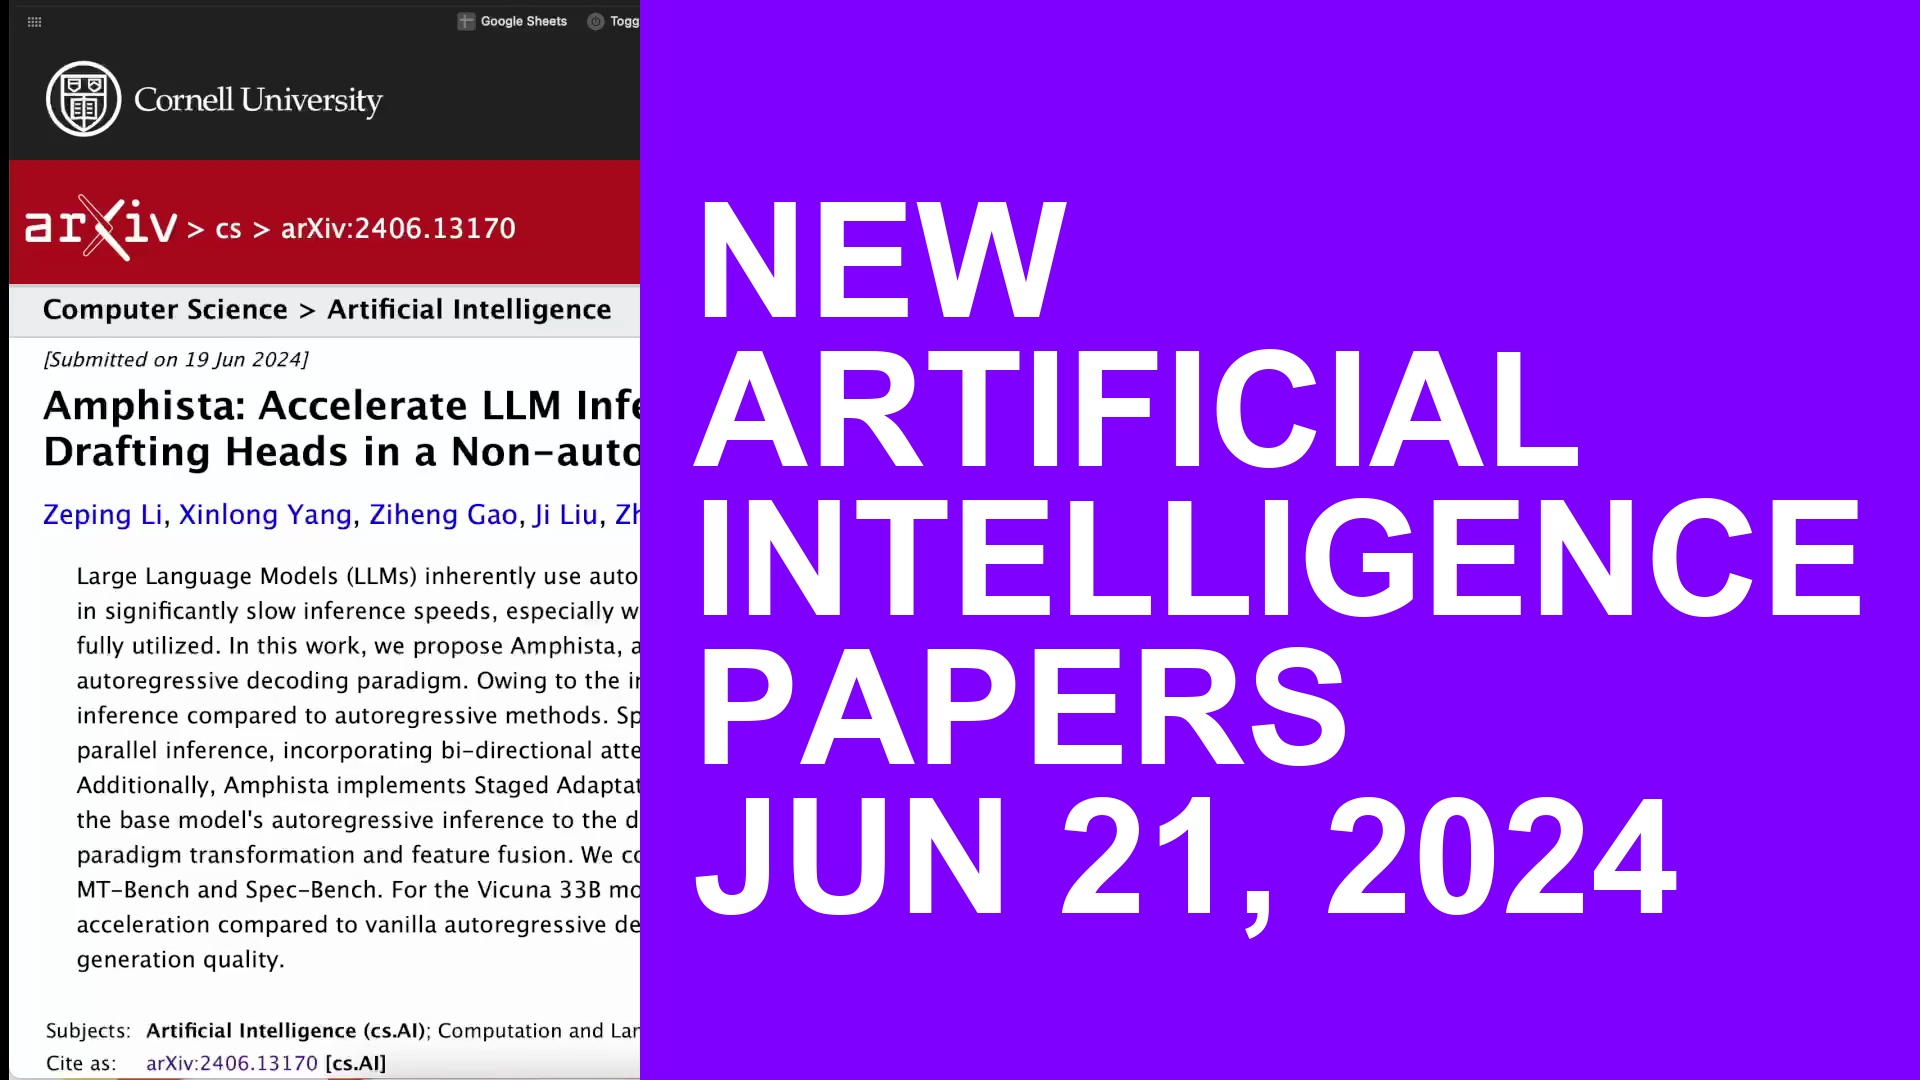 Google Sheets Togg
Cornell University
arXiv > cs > arXiv:2406.13170
Computer Science > Artificial Intelligence
[Submitted on 19 Jun 2024]
Amphista: Accelerate LLM Infe
Drafting Heads in a Non-auto
Zeping Li, Xinlong Yang, Ziheng Gao, Ji Liu, Zh
Large Language Models (LLMs) inherently use auto
in significantly slow inference speeds, especially w
fully utilized. In this work, we propose Amphista, a
autoregressive decoding paradigm. Owing to the in
inference compared to autoregressive methods. Sp
parallel inference, incorporating bi-directional atte
Additionally, Amphista implements Staged Adaptat
the base model's autoregressive inference to the d
paradigm transformation and feature fusion. We co
MT-Bench and Spec-Bench. For the Vicuna 33B mo
acceleration compared to vanilla autoregressive de
generation quality.
Subjects: Artificial Intelligence (cs.AI); Computation and Lan
Cite as: arXiv:2406.13170 [cs.AI]
NEW
ARTIFICIAL
INTELLIGENCE
PAPERS
JUN 21, 2024